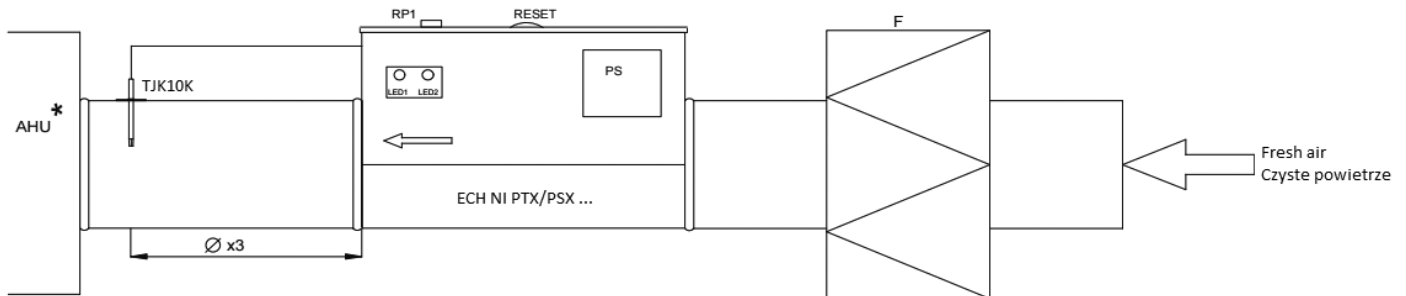 RP1
RESET
F
TJK10K
PS
LED1 LED2
AHU*
Fresh air
Czyste powietrze
ECH NI PTX/PSX ...
Ø x3